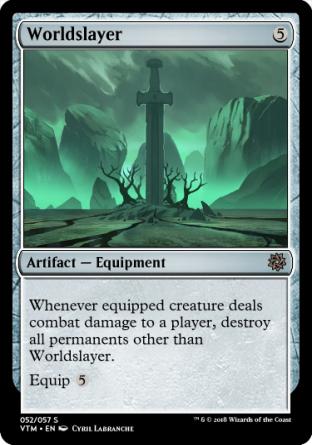 Worldslayer 5
Artifact — Equipment
Whenever equipped creature deals
combat damage to a player, destroy
all permanents other than
Worldslayer.
Equip 5
052/057 S
VTM • EN Cyril Labranche
™ & © 2018 Wizards of the Coast